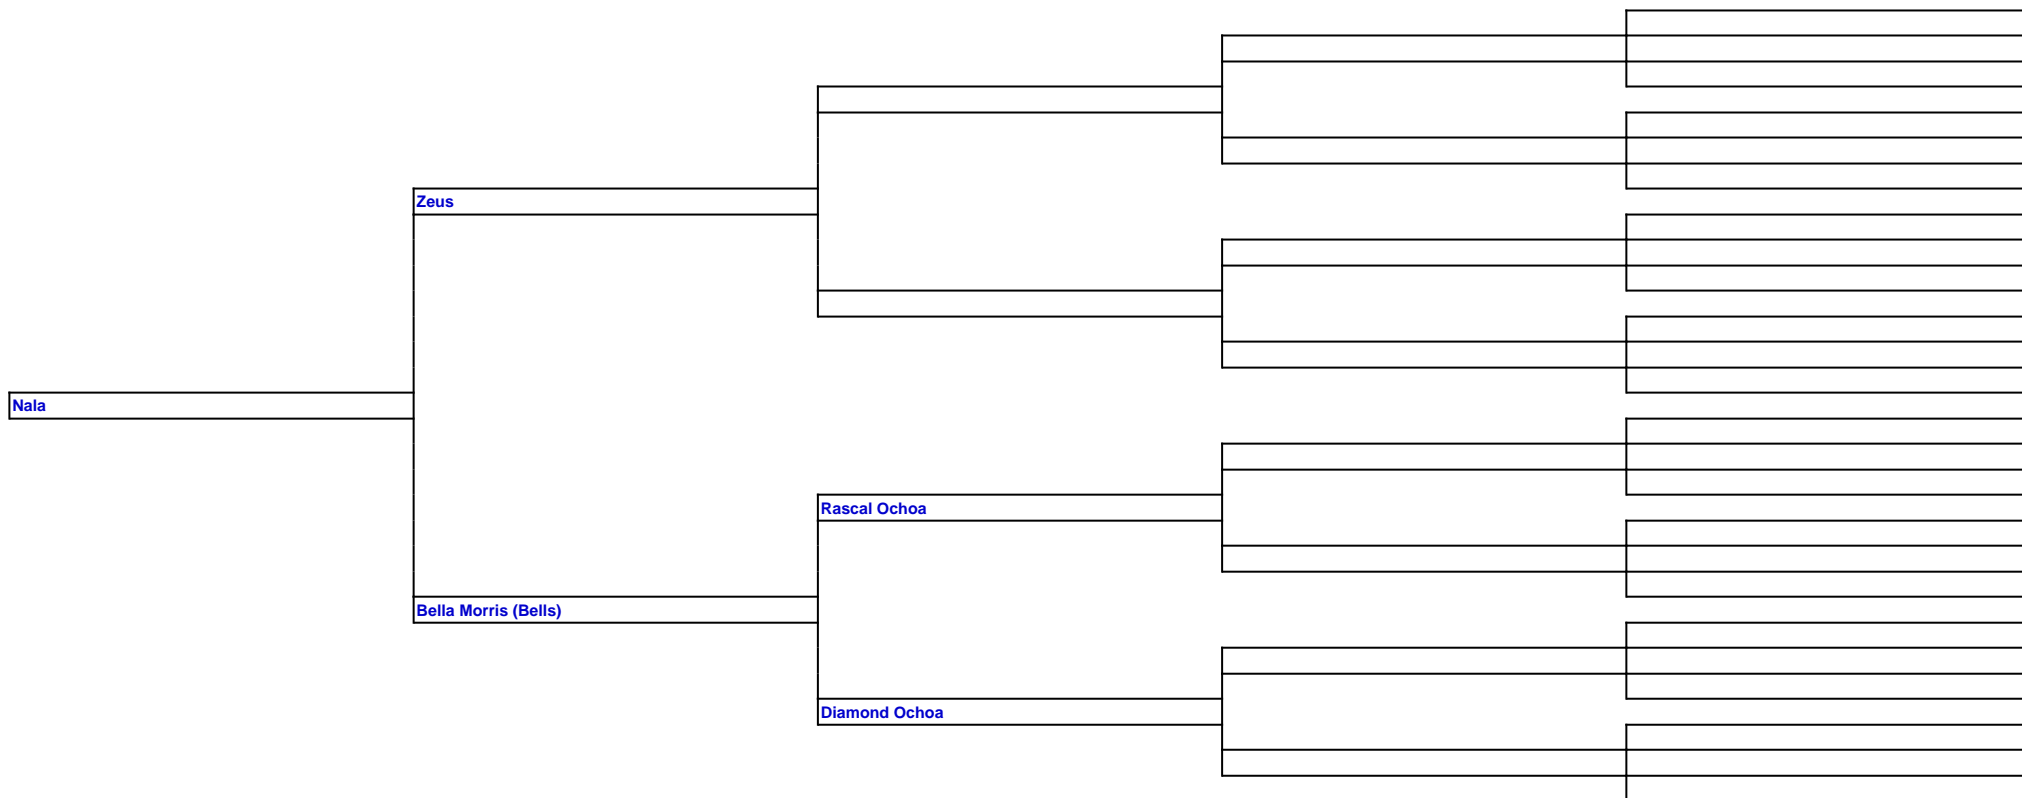 Zeus
Nala
Rascal Ochoa
Bella Morris (Bells)
Diamond Ochoa